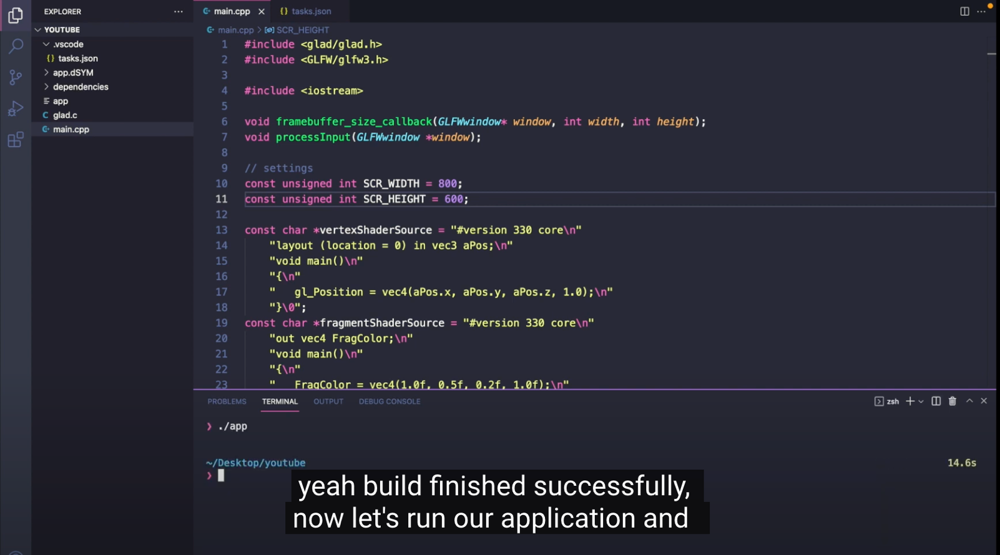 EXPLORER
YOUTUBE
.vscode
{} tasks.json
app.dSYM
dependencies
app
C glad.c
main.cpp
main.cpp
{} tasks.json
main.cpp > SCR_HEIGHT
1 #include <glad/glad.h>
2 #include <GLFW/glfw3.h>
3
4 #include <iostream>
5
6 void framebuffer_size_callback(GLFWwindow* window, int width, int height);
7 void processInput(GLFWwindow *window);
8
9 // settings
10 const unsigned int SCR_WIDTH = 800;
11 const unsigned int SCR_HEIGHT = 600;
12
13 const char *vertexShaderSource = "#version 330 core\n"
14 "layout (location = 0) in vec3 aPos;\n"
15 "void main()\n"
16 "{\n"
17 "   gl_Position = vec4(aPos.x, aPos.y, aPos.z, 1.0);\n"
18 "}\0";
19 const char *fragmentShaderSource = "#version 330 core\n"
20 "out vec4 FragColor;\n"
21 "void main()\n"
22 "{\n"
23 "   FragColor = vec4(1.0f, 0.5f, 0.2f, 1.0f);\n"
PROBLEMS TERMINAL OUTPUT DEBUG CONSOLE
zsh
❯ ./app
~/Desktop/youtube 14.6s
❯
yeah build finished successfully,
now let's run our application and